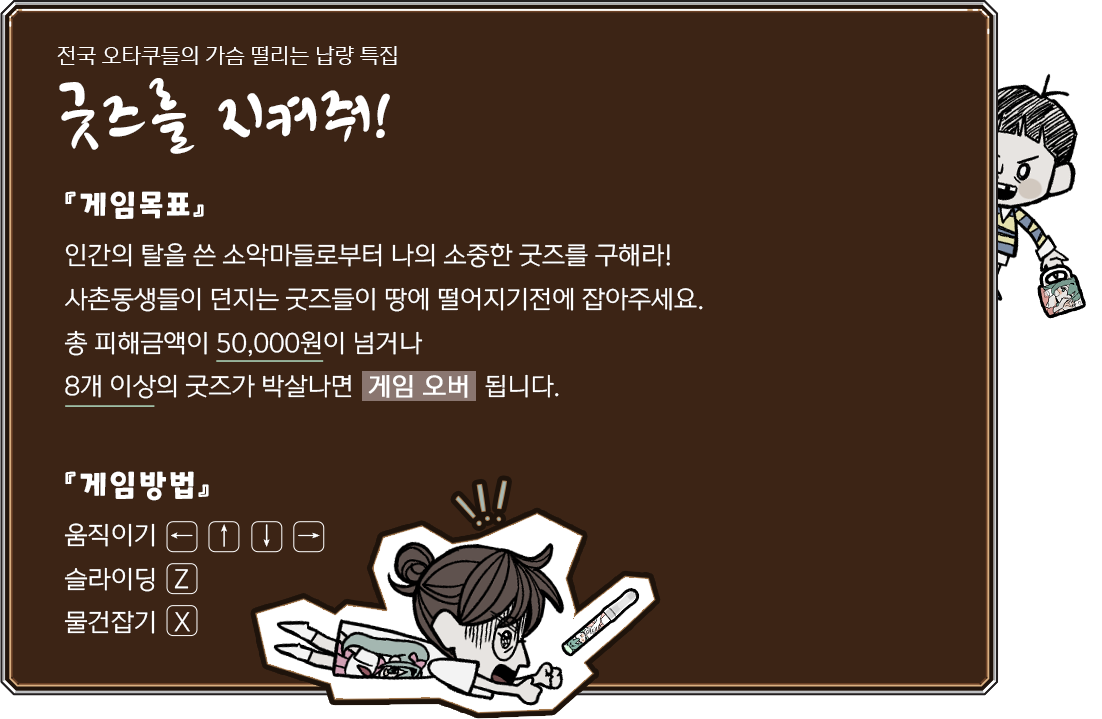 전국 오타쿠들의 가슴 떨리는 납량 특집
굿즈를 지켜줘!
『게임목표』
인간의 탈을 쓴 소악마들로부터 나의 소중한 굿즈를 구해라!
사촌동생들이 던지는 굿즈들이 땅에 떨어지기전에 잡아주세요.
총 피해금액이 50,000원이 넘거나
8개 이상의 굿즈가 박살나면 게임 오버 됩니다.
『게임방법』
움직이기 ← ↑ ↓ →
슬라이딩 Z
물건잡기 X